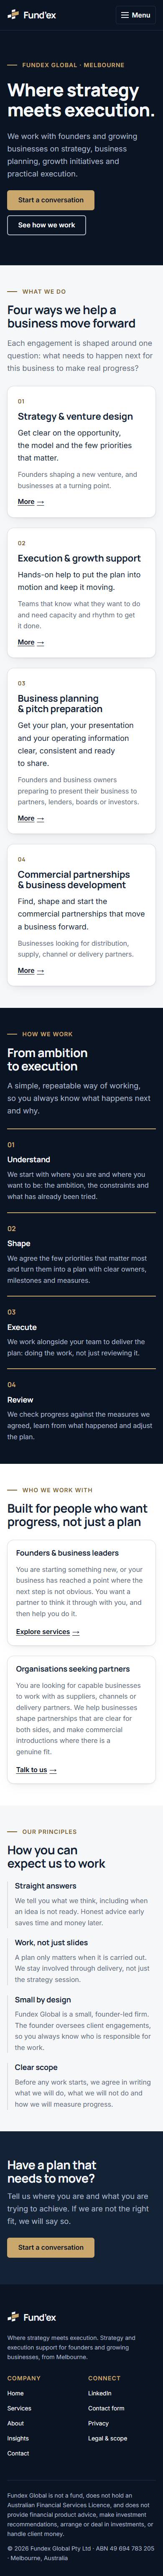 Fund'ex
Menu
FUNDEX GLOBAL · MELBOURNE
Where strategy
meets execution.
We work with founders and growing
businesses on strategy, business
planning, growth initiatives and
practical execution.
Start a conversation
See how we work
WHAT WE DO
Four ways we help a
business move forward
Each engagement is shaped around one
question: what needs to happen next for
this business to make real progress?
01
Strategy & venture design
Get clear on the opportunity,
the model and the few priorities
that matter.
Founders shaping a new venture, and
businesses at a turning point.
More →
02
Execution & growth support
Hands-on help to put the plan into
motion and keep it moving.
Teams that know what they want to do
and need capacity and rhythm to get
it done.
More →
03
Business planning
& pitch preparation
Get your plan, your presentation
and your operating information
clear, consistent and ready
to share.
Founders and business owners
preparing to present their business to
partners, lenders, boards or investors.
More →
04
Commercial partnerships
& business development
Find, shape and start the
commercial partnerships that move
a business forward.
Businesses looking for distribution,
supply, channel or delivery partners.
More →
HOW WE WORK
From ambition
to execution
A simple, repeatable way of working,
so you always know what happens next
and why.
01
Understand
We start with where you are and where you
want to be: the ambition, the constraints and
what has already been tried.
02
Shape
We agree the few priorities that matter most
and turn them into a plan with clear owners,
milestones and measures.
03
Execute
We work alongside your team to deliver the
plan: doing the work, not just reviewing it.
04
Review
We check progress against the measures we
agreed, learn from what happened and adjust
the plan.
WHO WE WORK WITH
Built for people who want
progress, not just a plan
Founders & business leaders
You are starting something new, or your
business has reached a point where the
next step is not obvious. You want a
partner to think it through with you, and
then help you do it.
Explore services →
Organisations seeking partners
You are looking for capable businesses
to work with as suppliers, channels or
delivery partners. We help businesses
shape partnerships that are clear for
both sides, and make commercial
introductions where there is a
genuine fit.
Talk to us →
OUR PRINCIPLES
How you can
expect us to work
Straight answers
We tell you what we think, including when
an idea is not ready. Honest advice early
saves time and money later.
Work, not just slides
A plan only matters when it is carried out.
We stay involved through delivery, not just
the strategy session.
Small by design
Fundex Global is a small, founder-led firm.
The founder oversees client engagements,
so you always know who is responsible for
the work.
Clear scope
Before any work starts, we agree in writing
what we will do, what we will not do and
how we will measure progress.
Have a plan that
needs to move?
Tell us where you are and what you are
trying to achieve. If we are not the right
fit, we will say so.
Start a conversation
Fund'ex
Where strategy meets execution. Strategy and
execution support for founders and growing
businesses, from Melbourne.
COMPANY
Home
Services
About
Insights
Contact
CONNECT
LinkedIn
Contact form
Privacy
Legal & scope
Fundex Global is not a fund, does not hold an
Australian Financial Services Licence, and does not
provide financial product advice, make investment
recommendations, arrange or deal in investments, or
handle client money.
© 2026 Fundex Global Pty Ltd · ABN 49 694 783 205
· Melbourne, Australia